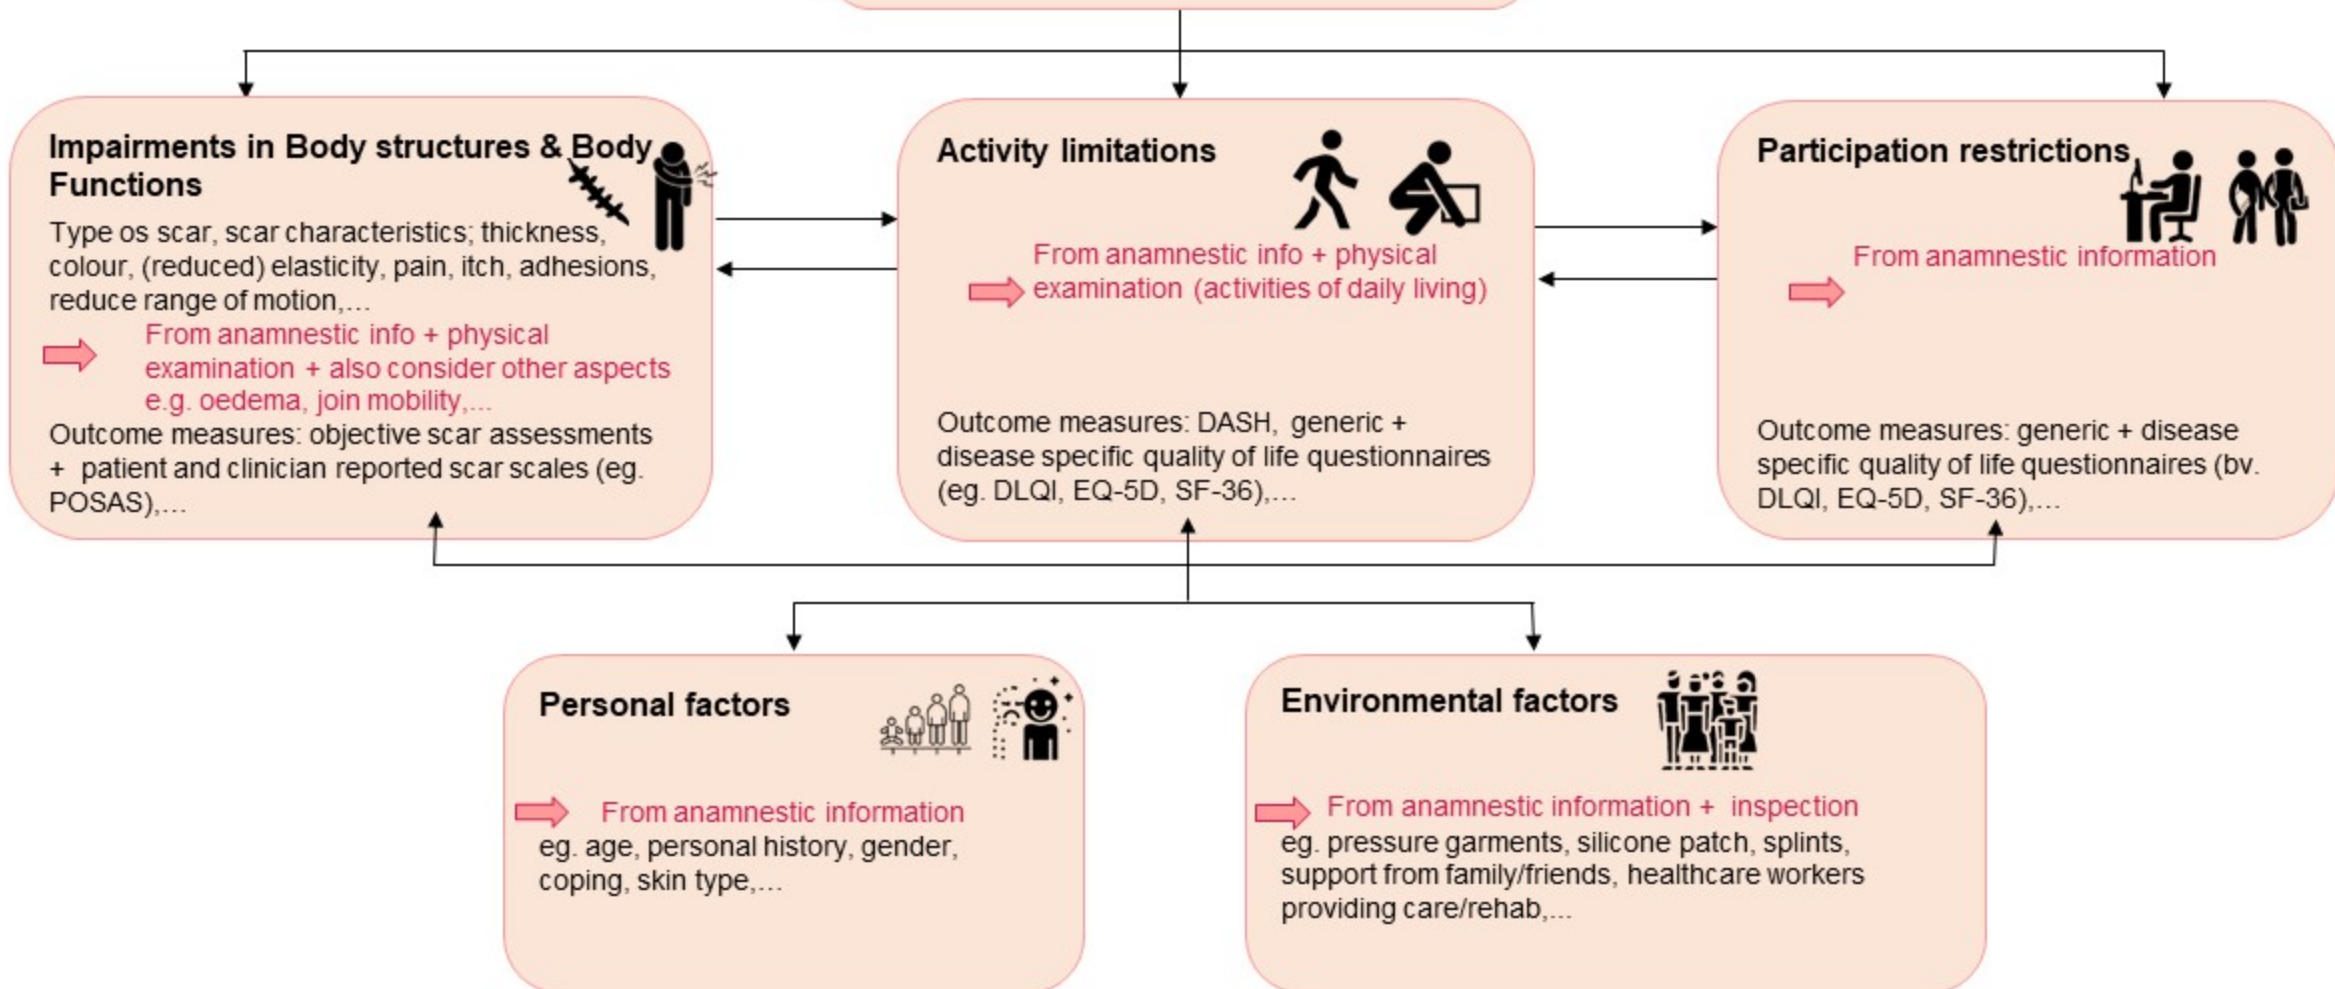 Impairments in Body structures & Body
Functions
Type os scar, scar characteristics; thickness,
colour, (reduced) elasticity, pain, itch, adhesions,
reduce range of motion,...
From anamnestic info + physical
examination + also consider other aspects
e.g. oedema, join mobility,...
Outcome measures: objective scar assessments
+ patient and clinician reported scar scales (eg.
POSAS),...
Activity limitations
From anamnestic info + physical
examination (activities of daily living)
Outcome measures: DASH, generic +
disease specific quality of life questionnaires
(eg. DLQI, EQ-5D, SF-36),...
Participation restrictions
From anamnestic information
Outcome measures: generic + disease
specific quality of life questionnaires (bv.
DLQI, EQ-5D, SF-36),...
Personal factors
From anamnestic information
eg. age, personal history, gender,
coping, skin type,...
Environmental factors
From anamnestic information + inspection
eg. pressure garments, silicone patch, splints,
support from family/friends, healthcare workers
providing care/rehab,...